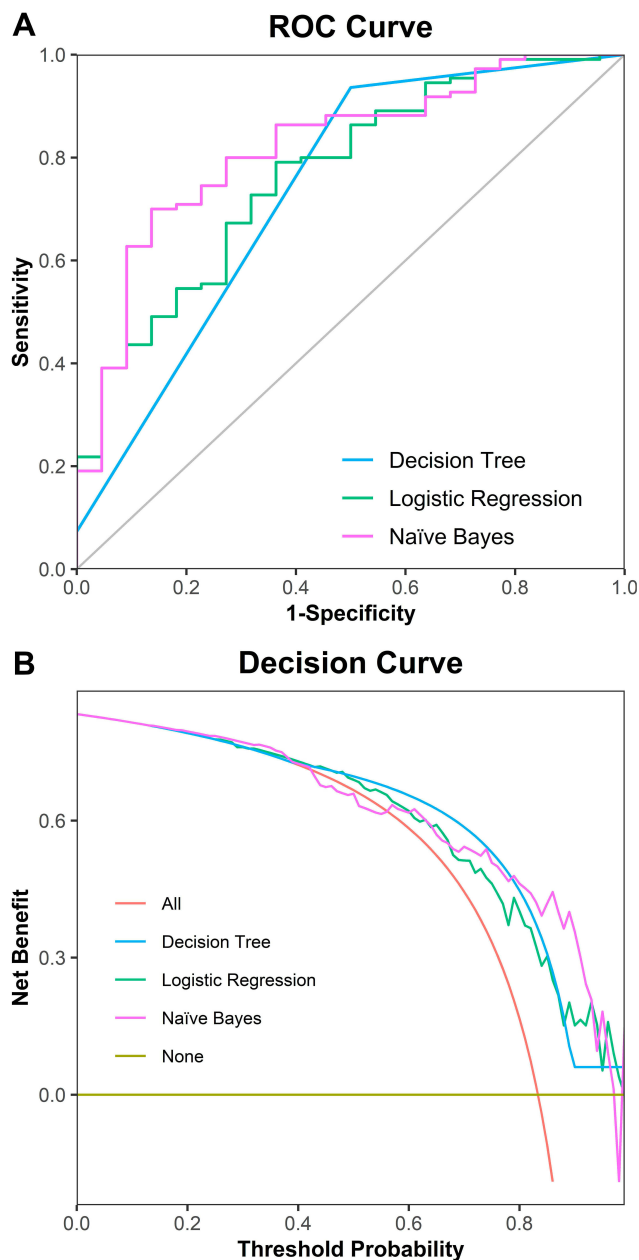 A
ROC Curve
1.0
0.8
0.6
0.4
0.2
0.0
Sensitivity
Decision Tree
Logistic Regression
Naïve Bayes
0.0 0.2 0.4 0.6 0.8 1.0
1-Specificity
B
Decision Curve
0.6
0.3
0.0
Net Benefit
All
Decision Tree
Logistic Regression
Naïve Bayes
None
0.0 0.2 0.4 0.6 0.8
Threshold Probability